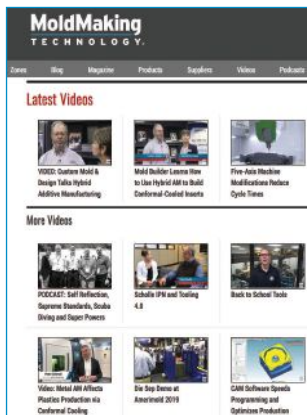 MoldMaking
TECHNOLOGY.
Zones Blog Magazine Products Suppliers Videos Podcasts
Latest Videos
VIDEO: Custom Mold &
Design Talks Hybrid
Additive Manufacturing
Mold Builder Learns How
to Use Hybrid AM to Build
Conformal-Cooled Inserts
Five-Axis Machine
Modifications Reduce
Cycle Times
More Videos
PODCAST: Self Reflection,
Supreme Standards, Scuba
Diving and Super Powers
Scholle IPN and Tooling
4.0
Back to School Tools
Video: Metal AM Affects
Plastics Production via
Conformal Cooling
Die Sep Demo at
Amerimold 2019
CAM Software Speeds
Programming and
Optimizes Production